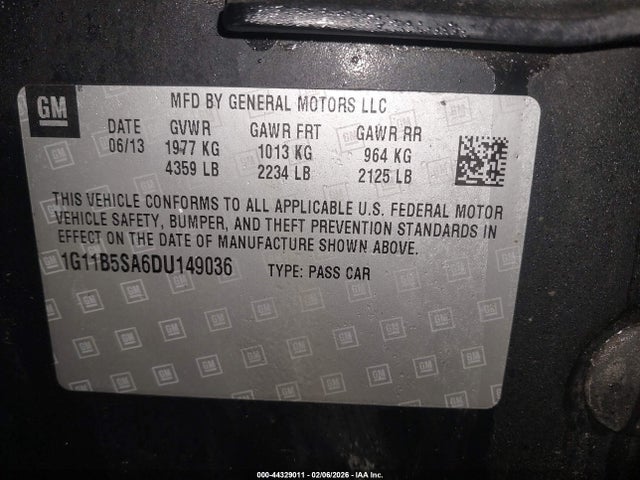 GM
MFD BY GENERAL MOTORS LLC
DATE GVWR GAWR FRT GAWR RR
06/13 1977 KG 1013 KG 964 KG
4359 LB 2234 LB 2125 LB
THIS VEHICLE CONFORMS TO ALL APPLICABLE U.S. FEDERAL MOTOR
VEHICLE SAFETY, BUMPER, AND THEFT PREVENTION STANDARDS IN
EFFECT ON THE DATE OF MANUFACTURE SHOWN ABOVE.
1G11B5SA6DU149036 TYPE: PASS CAR
000-44329011 - 02/06/2026 - IAA Inc.